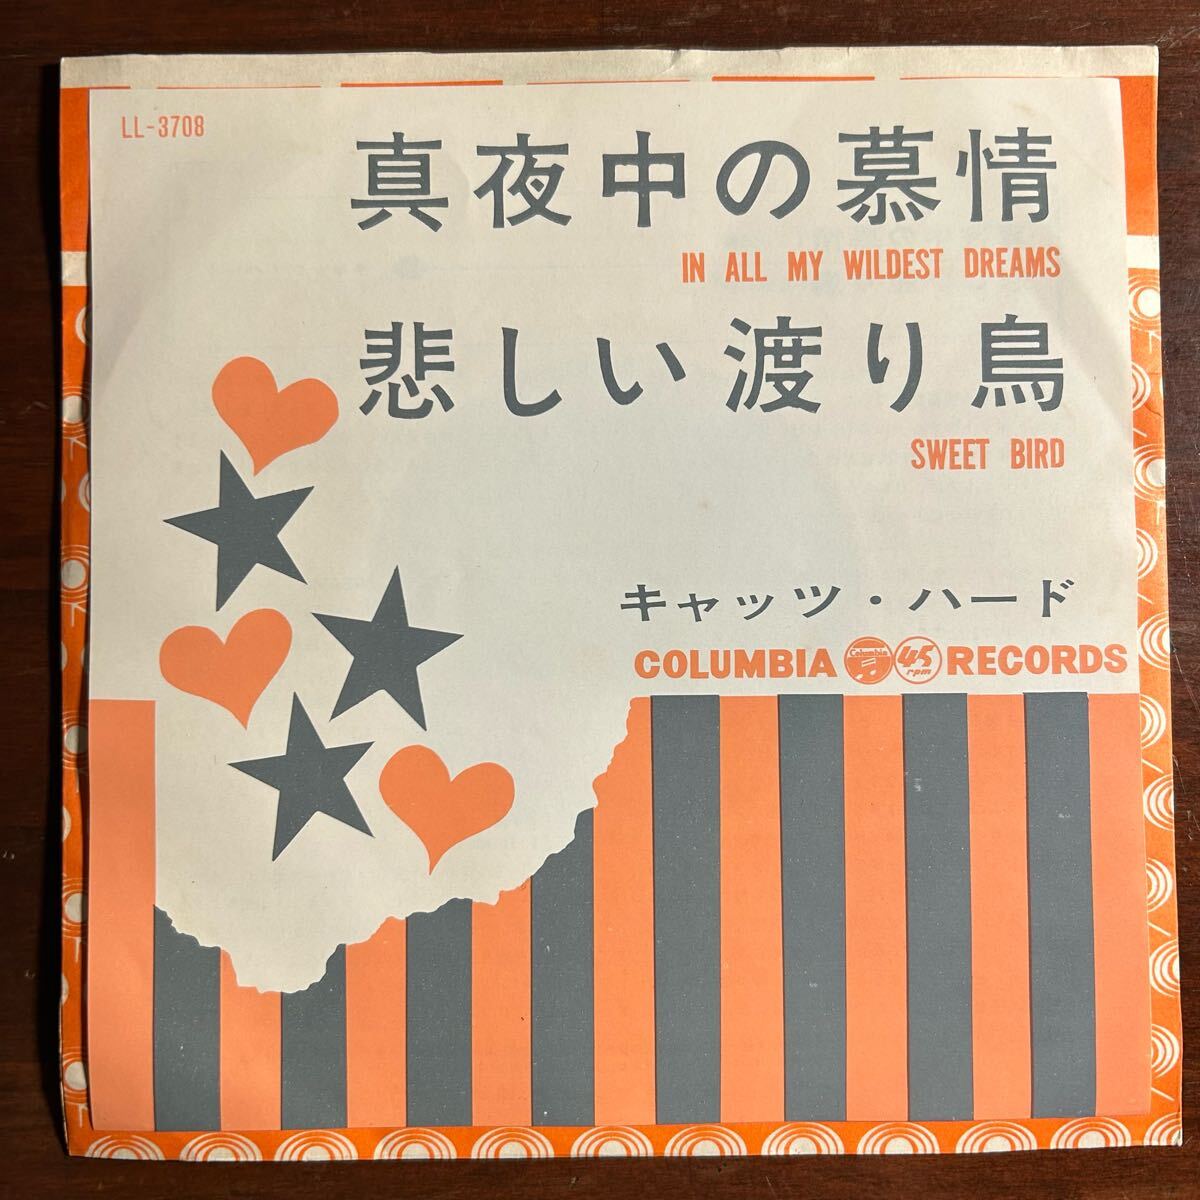 LL-3708
真夜中の慕情
IN ALL MY WILDEST DREAMS
悲しい渡り鳥
SWEET BIRD
キャッツ・ハード
COLUMBIA Columbia 45 rpm RECORDS